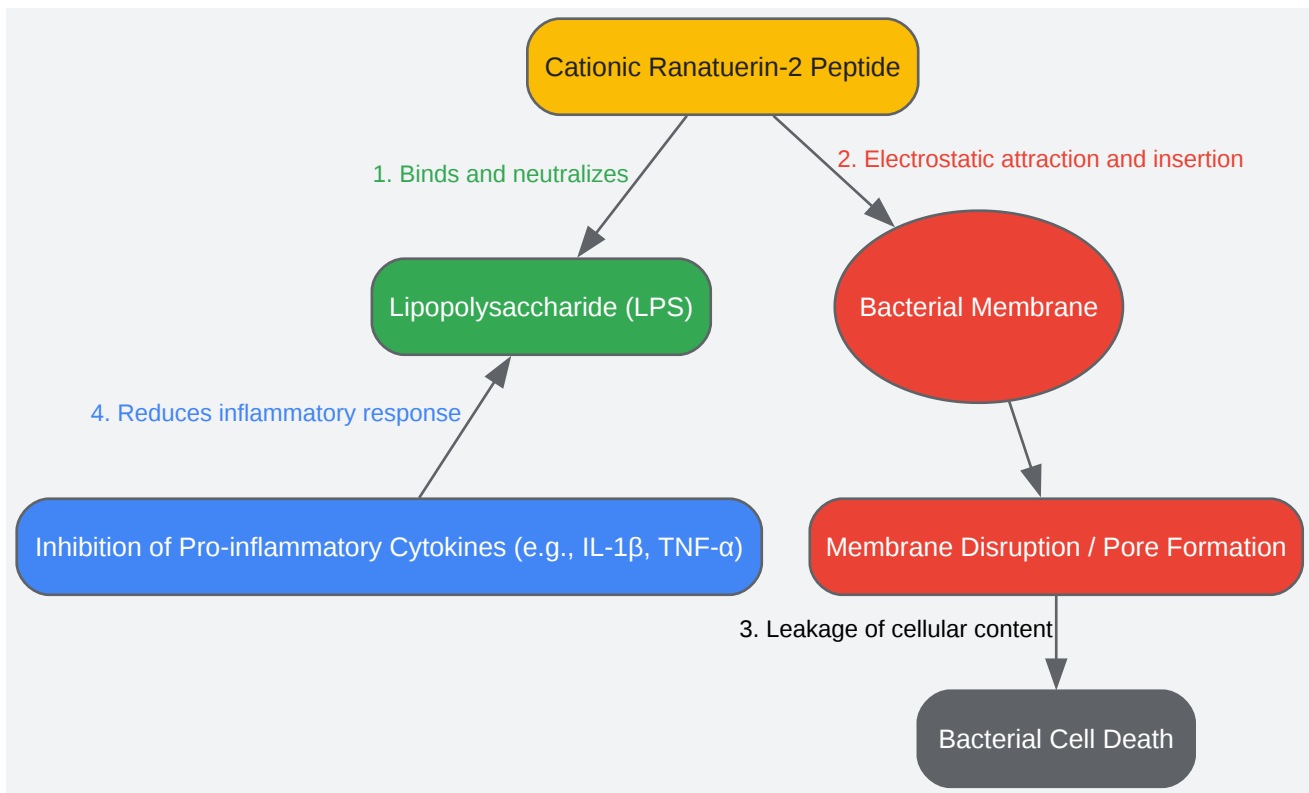 Cationic Ranatuerin-2 Peptide
1. Binds and neutralizes
2. Electrostatic attraction and insertion
Lipopolysaccharide (LPS)
Bacterial Membrane
4. Reduces inflammatory response
Inhibition of Pro-inflammatory Cytokines (e.g., IL-1β, TNF-α)
Membrane Disruption / Pore Formation
3. Leakage of cellular content
Bacterial Cell Death